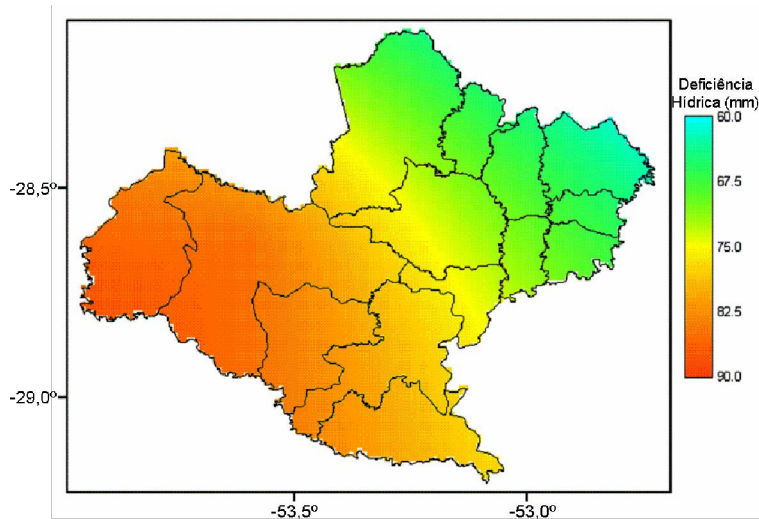 Deficiência
Hídrica (mm)
60.0
67.5
75.0
82.5
90.0
-28,5º
-29,0º
-53,5º
-53,0º